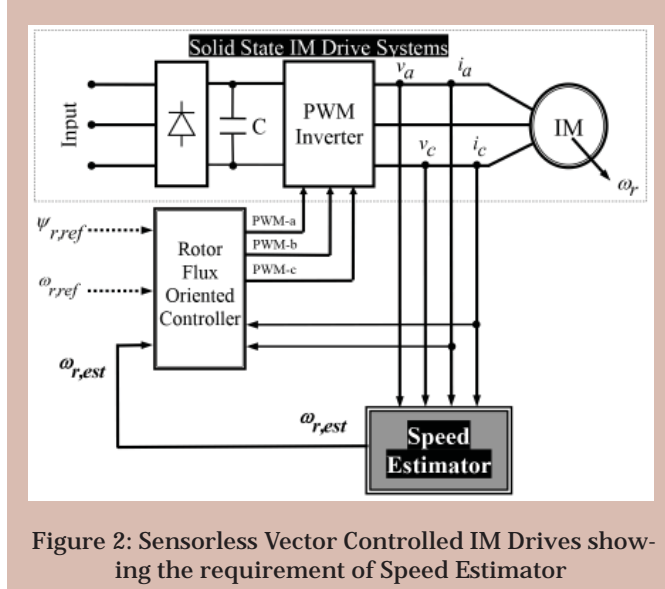 Solid State IM Drive Systems
v_a
i_a
Input
C
PWM
Inverter
IM
v_c
i_c
ω_r
ψ_r,ref
PWM-a
PWM-b
PWM-c
Rotor
Flux
Oriented
Controller
ω_r,ref
ω_r,est
ω_r,est
Speed
Estimator
Figure 2: Sensorless Vector Controlled IM Drives show-
ing the requirement of Speed Estimator